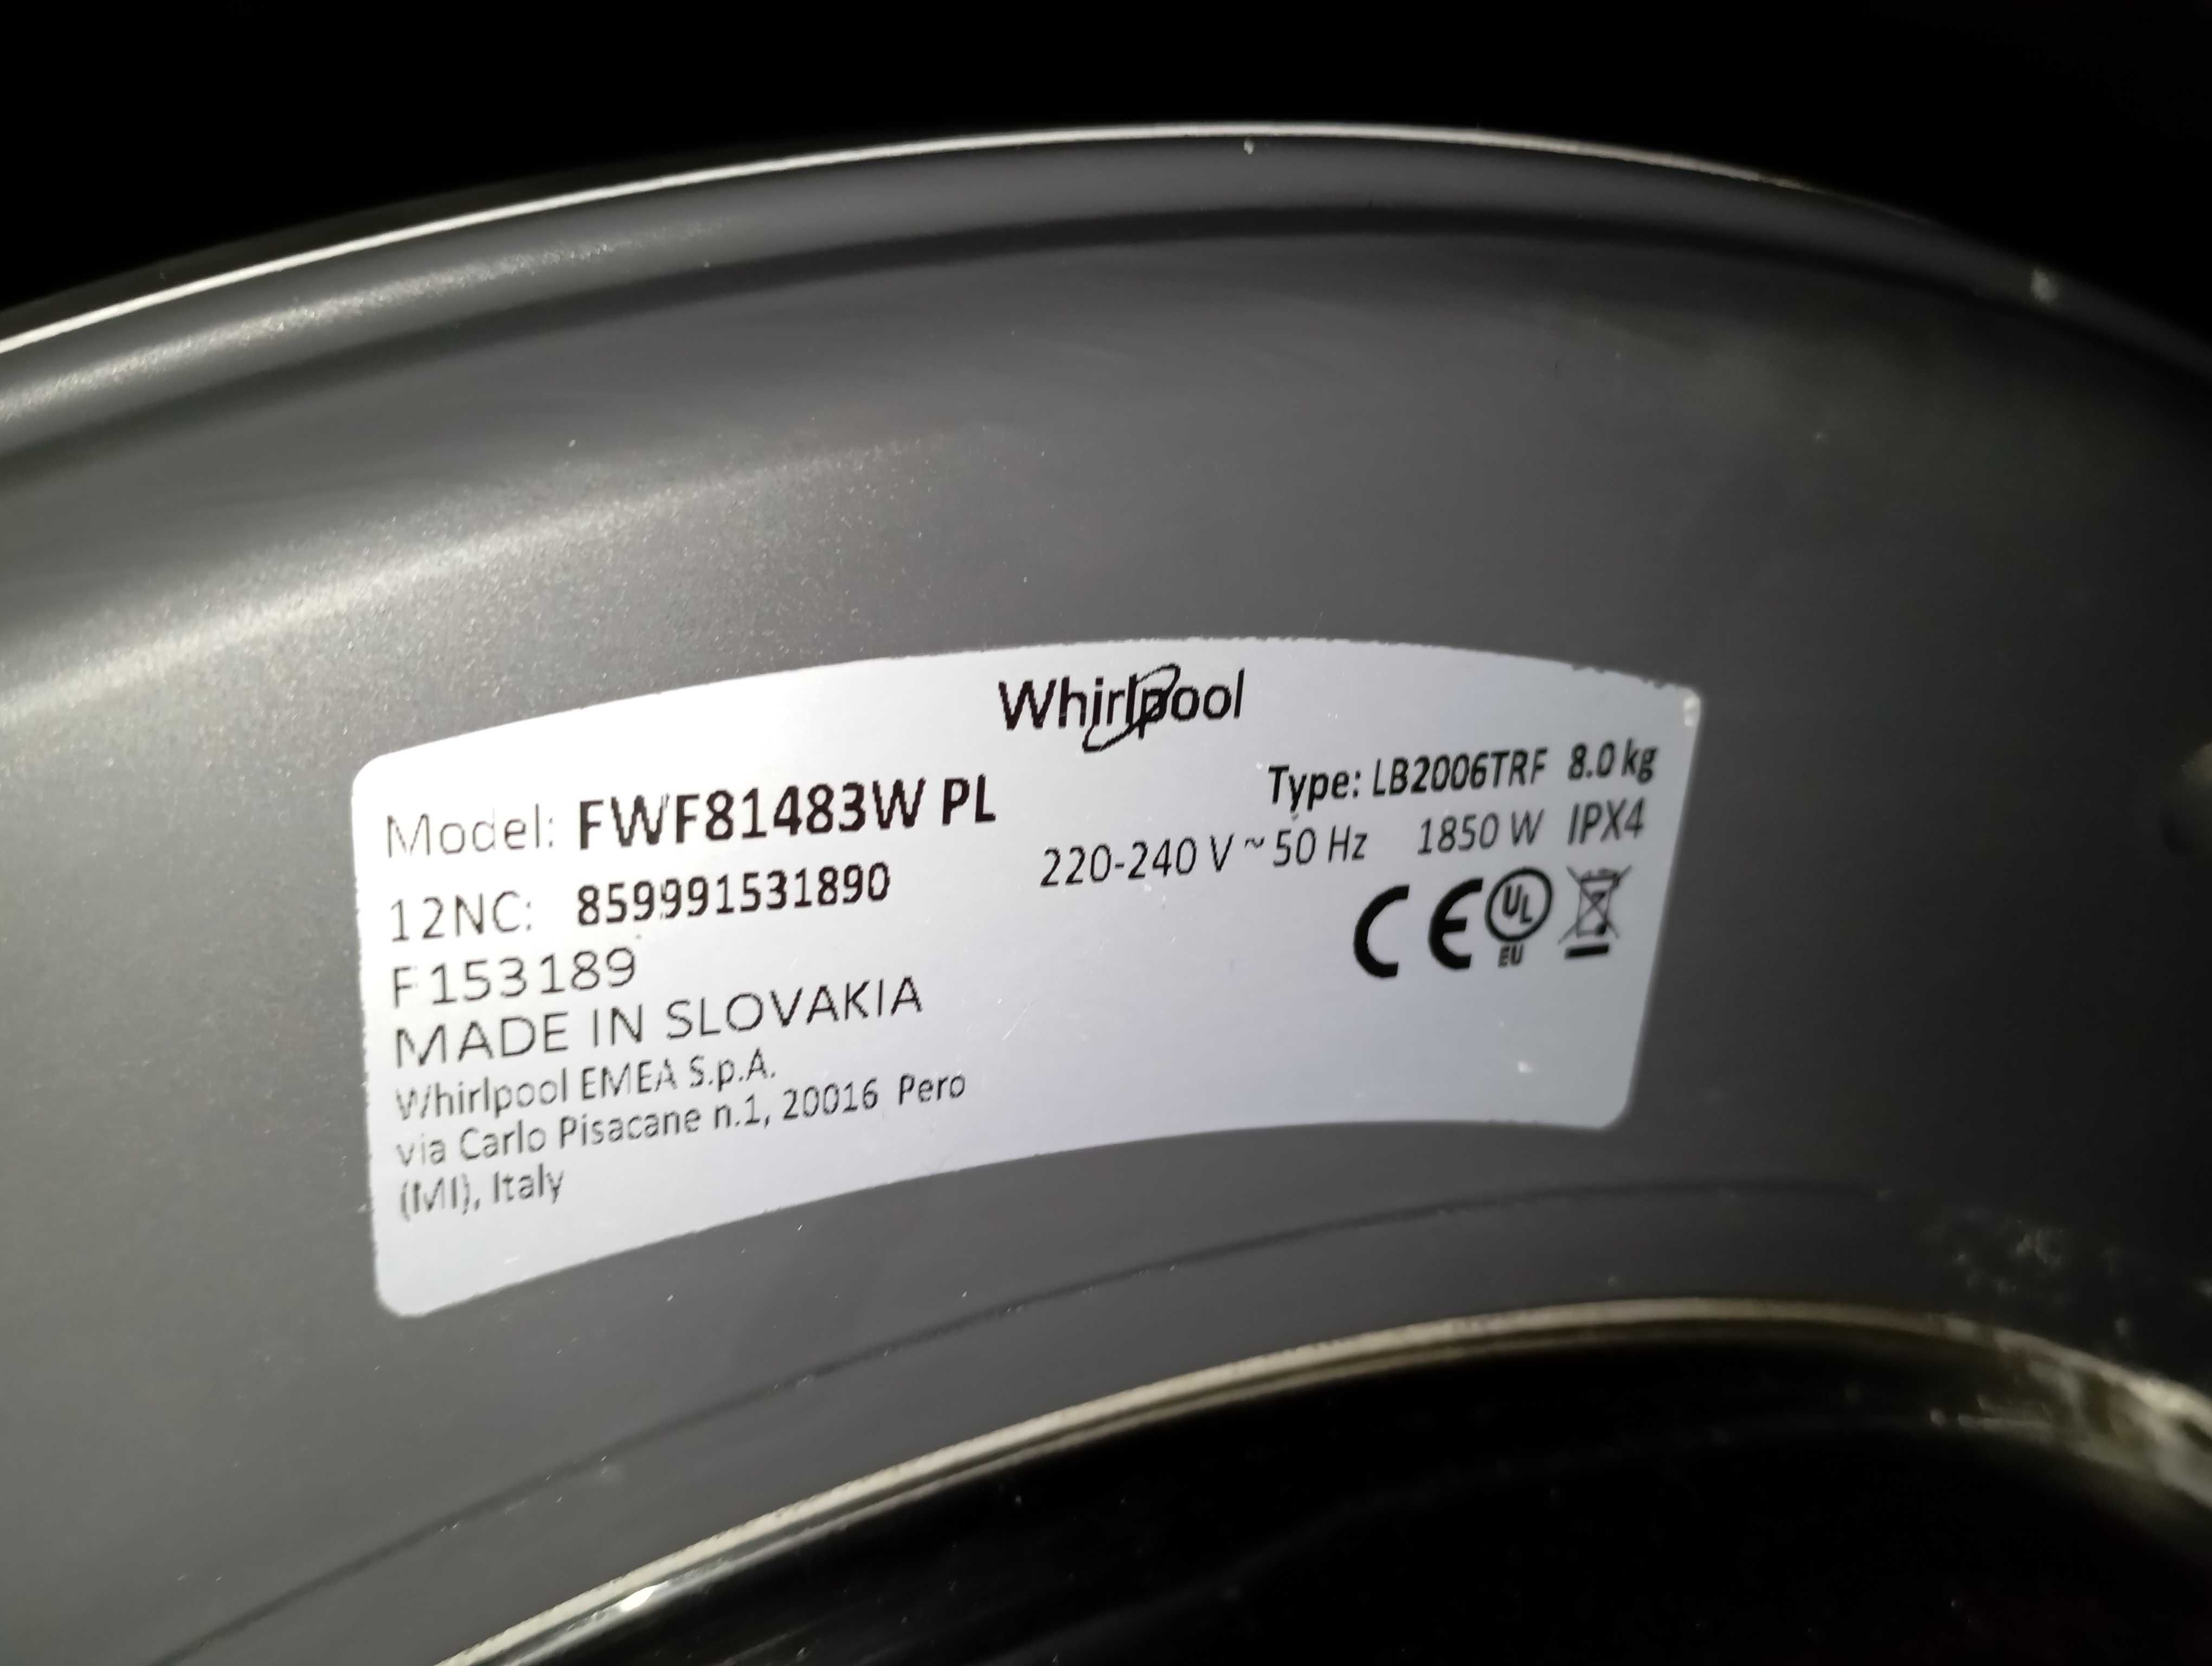 Whirlpool
Model: FWF81483W PL
Type: LB2006TRF 8.0 kg
12NC: 859991531890
220-240 V ~ 50 Hz 1850 W IPX4
F153189
CE UL EU
MADE IN SLOVAKIA
Whirlpool EMEA S.p.A.
via Carlo Pisacane n.1, 20016 Pero
(MI), Italy